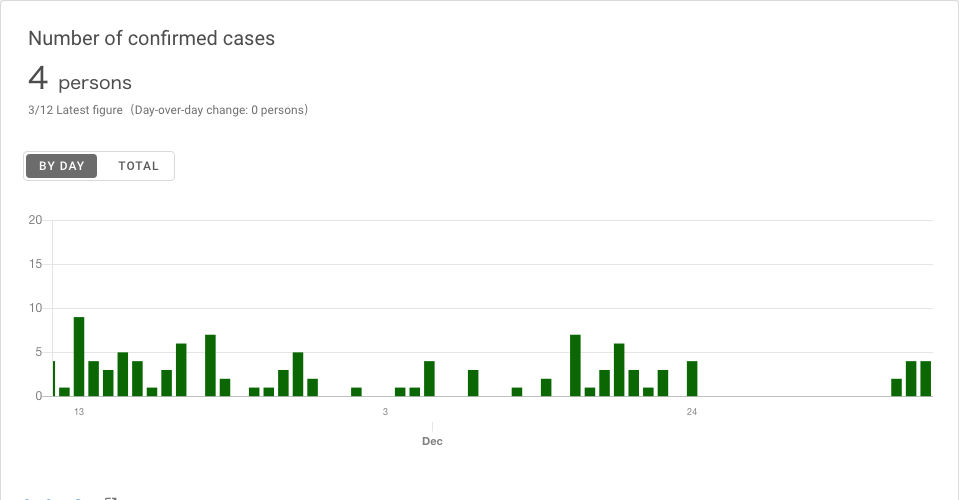 Number of confirmed cases
4 persons
3/12 Latest figure（Day-over-day change: 0 persons）
BY DAY TOTAL
20
15
10
5
0
13 3 24
Dec